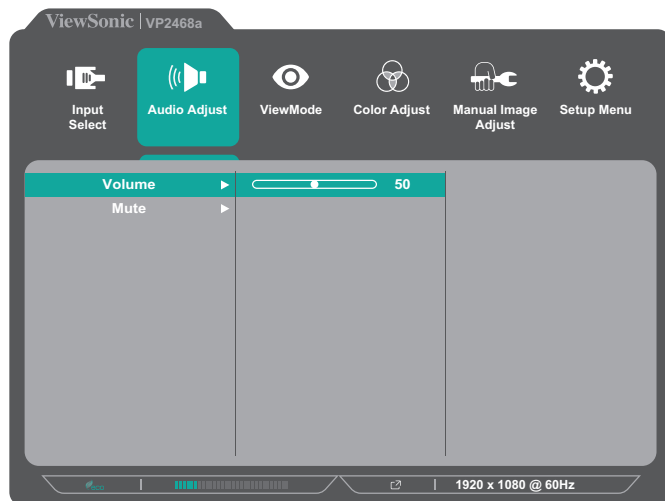 ViewSonic | VP2468a
Input Select
Audio Adjust
ViewMode
Color Adjust
Manual Image Adjust
Setup Menu
Volume 50
Mute
eco
1920 x 1080 @ 60Hz